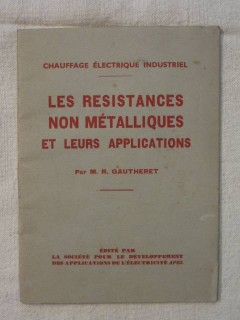 CHAUFFAGE ÉLECTRIQUE INDUSTRIEL
LES RESISTANCES
NON MÉTALLIQUES
ET LEURS APPLICATIONS
Par M. R. GAUTHERET
ÉDITÉ PAR
LA SOCIÉTÉ POUR LE DÉVELOPPEMENT
DES APPLICATIONS DE L'ÉLECTRICITÉ APEL